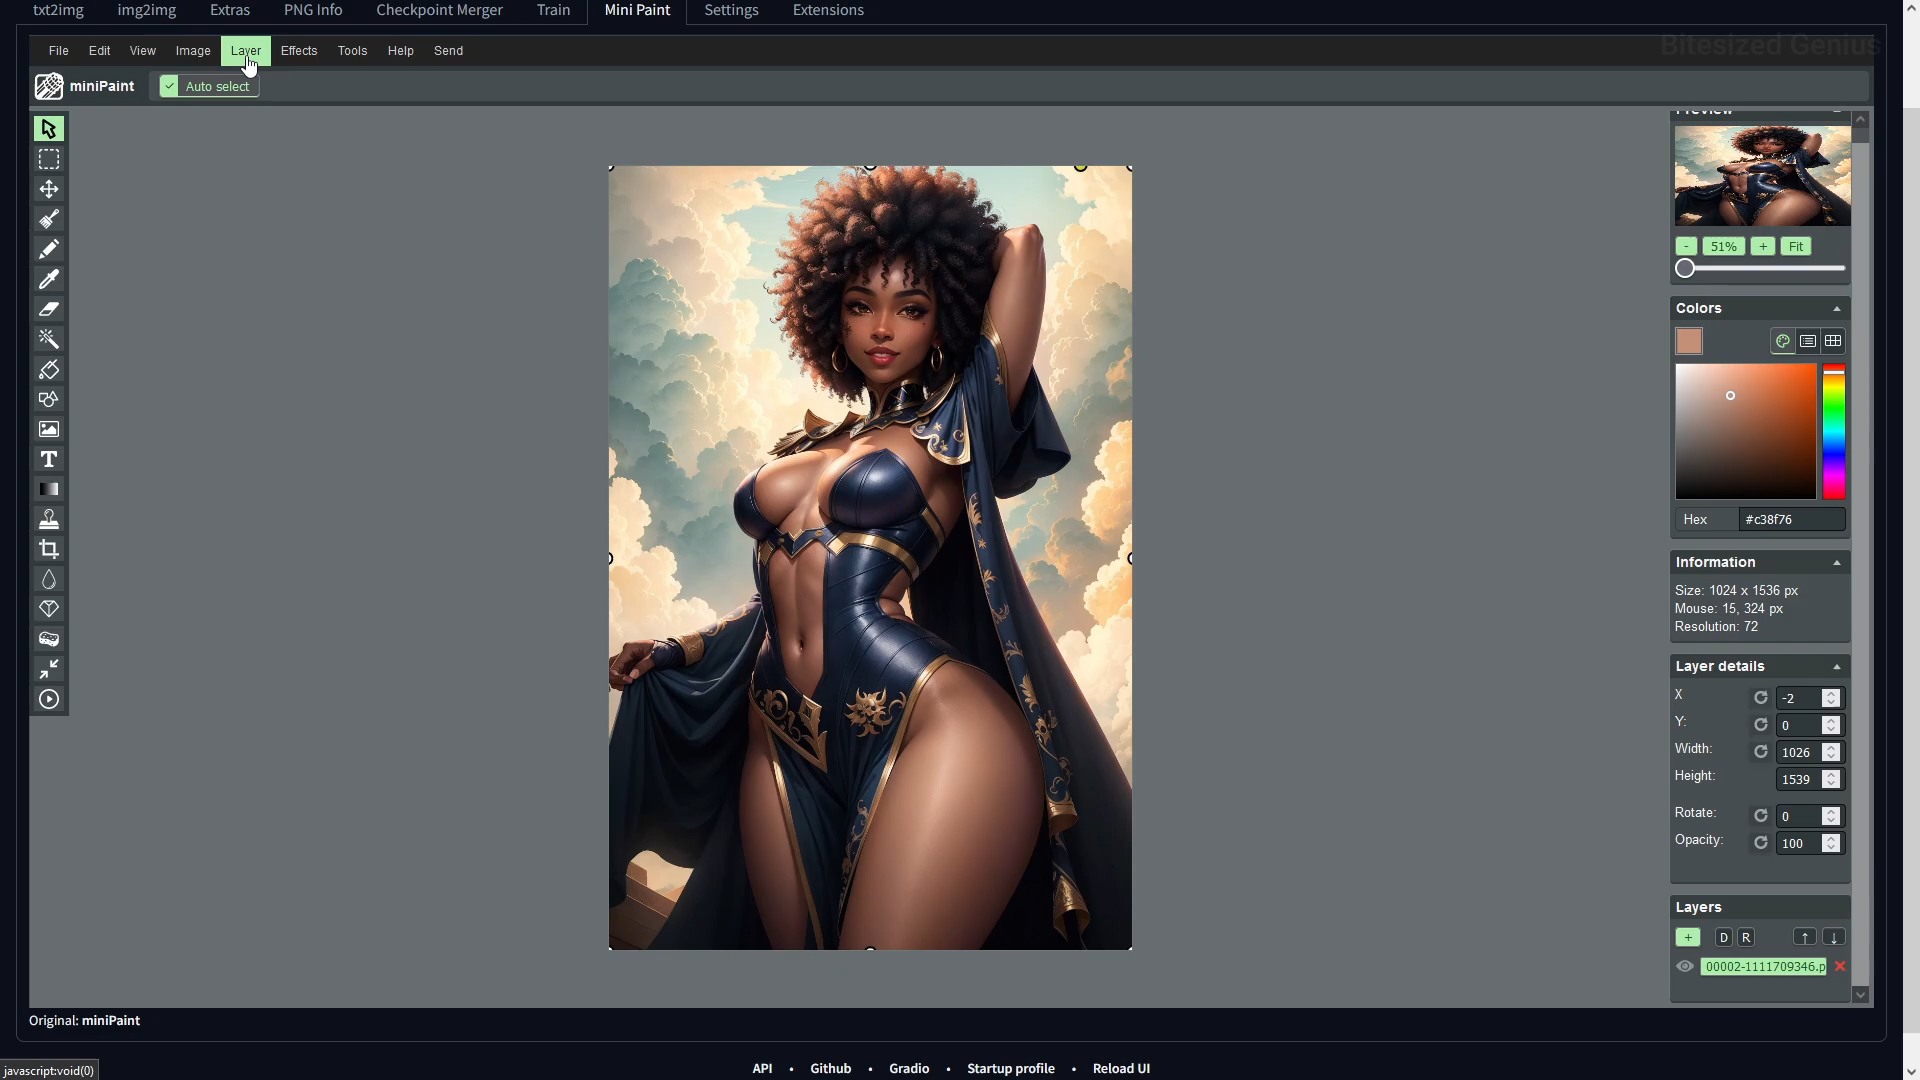 txt2img img2img Extras PNG Info Checkpoint Merger Train Mini Paint Settings Extensions
Bitesized Genius
File Edit View Image Layer Effects Tools Help Send
miniPaint Auto select
Preview
- 51% + Fit
Colors
Hex #c38f76
Information
Size: 1024 x 1536 px
Mouse: 15, 324 px
Resolution: 72
Layer details
X -2
Y: 0
Width: 1026
Height: 1539
Rotate: 0
Opacity: 100
Layers
+ D R ↑ ↓
00002-1111709346.p
Original: miniPaint
API • Github • Gradio • Startup profile • Reload UI
javascript:void(0)